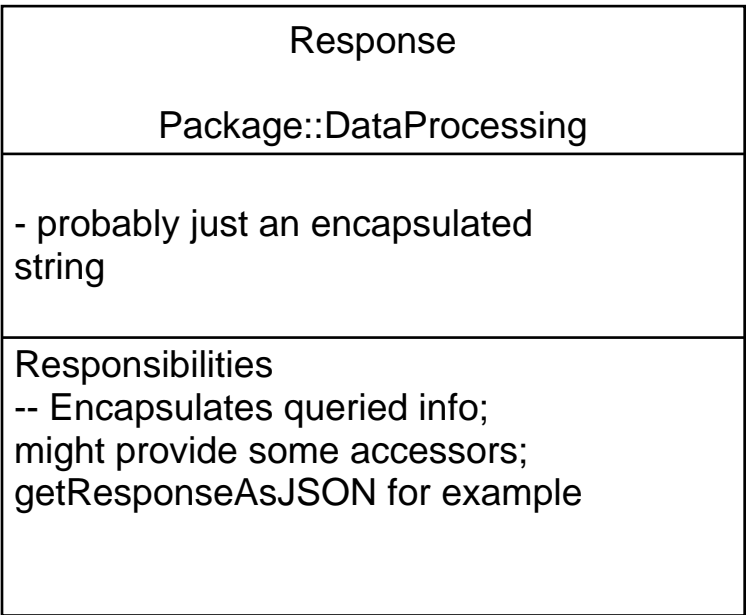 Response
Package::DataProcessing
- probably just an encapsulated
string
Responsibilities
-- Encapsulates queried info;
might provide some accessors;
getResponseAsJSON for example